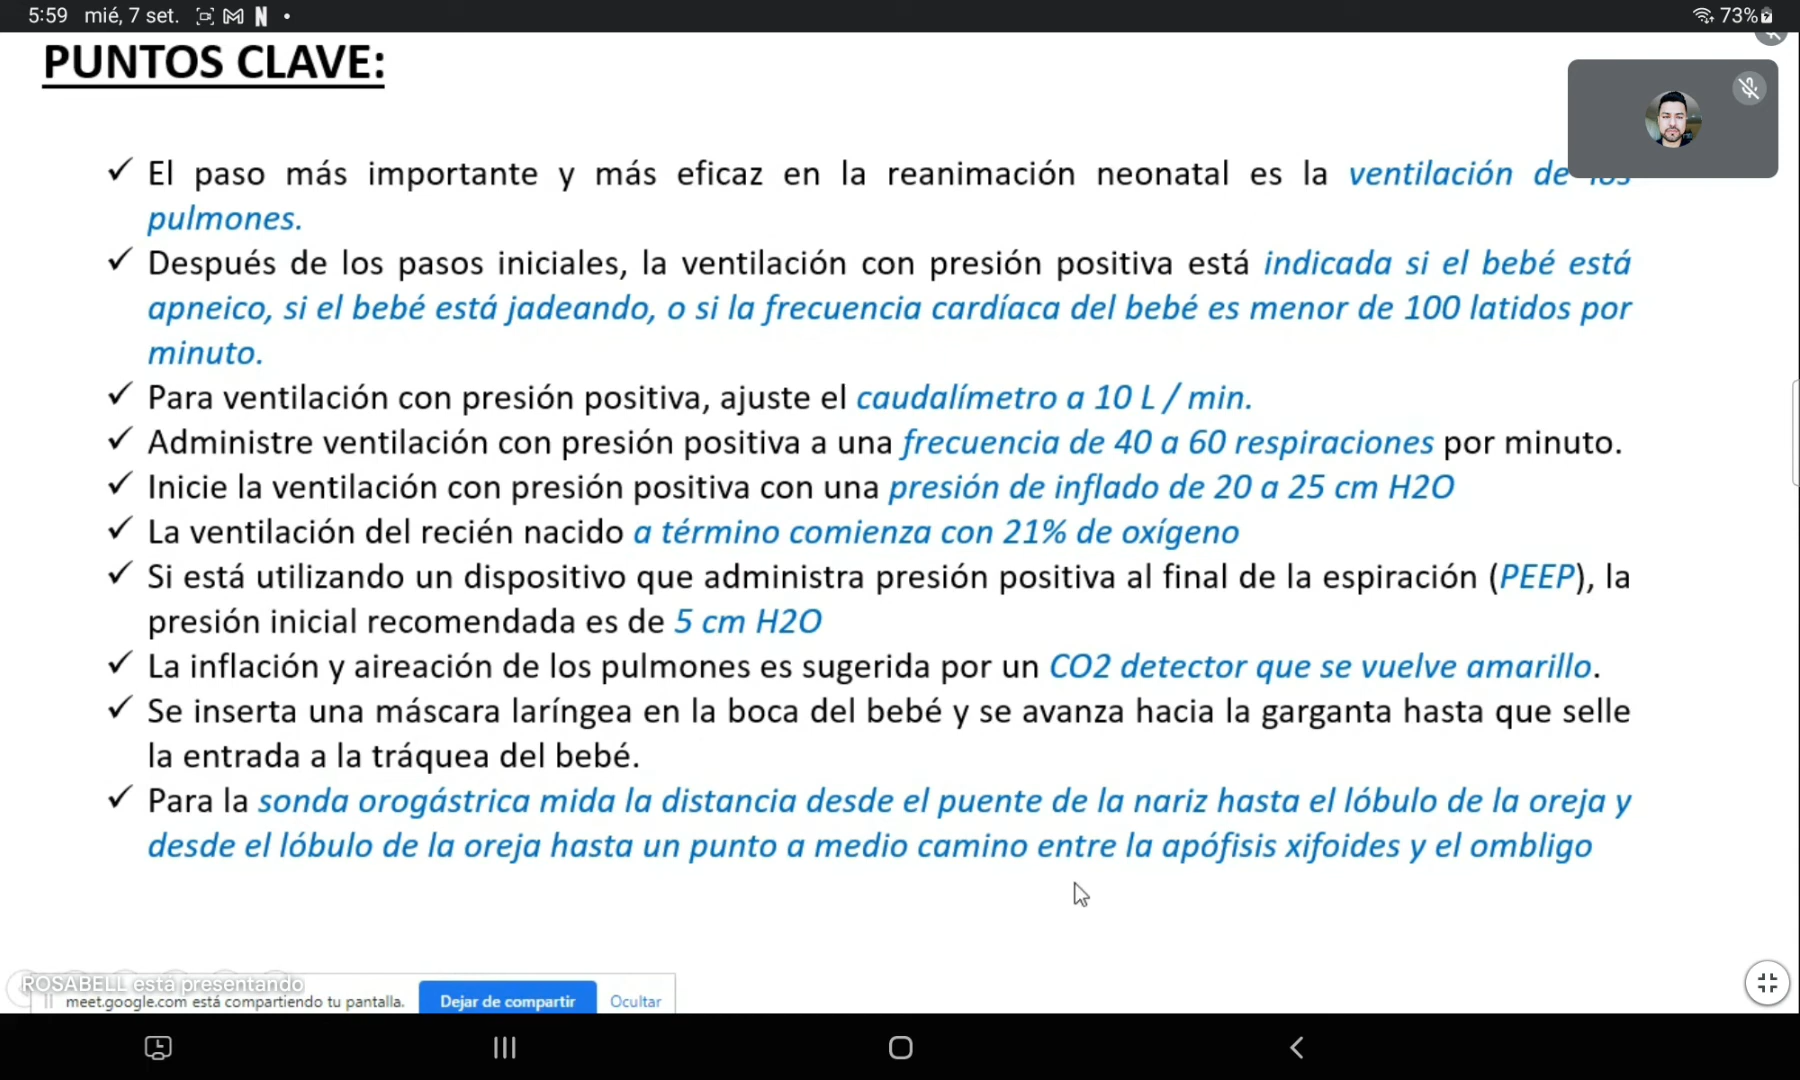 5:59 mié, 7 set.
73%
PUNTOS CLAVE:
✓ El paso más importante y más eficaz en la reanimación neonatal es la ventilación de los
pulmones.
✓ Después de los pasos iniciales, la ventilación con presión positiva está indicada si el bebé está
apneico, si el bebé está jadeando, o si la frecuencia cardíaca del bebé es menor de 100 latidos por
minuto.
✓ Para ventilación con presión positiva, ajuste el caudalímetro a 10 L / min.
✓ Administre ventilación con presión positiva a una frecuencia de 40 a 60 respiraciones por minuto.
✓ Inicie la ventilación con presión positiva con una presión de inflado de 20 a 25 cm H2O
✓ La ventilación del recién nacido a término comienza con 21% de oxígeno
✓ Si está utilizando un dispositivo que administra presión positiva al final de la espiración (PEEP), la
presión inicial recomendada es de 5 cm H2O
✓ La inflación y aireación de los pulmones es sugerida por un CO2 detector que se vuelve amarillo.
✓ Se inserta una máscara laríngea en la boca del bebé y se avanza hacia la garganta hasta que selle
la entrada a la tráquea del bebé.
✓ Para la sonda orogástrica mida la distancia desde el puente de la nariz hasta el lóbulo de la oreja y
desde el lóbulo de la oreja hasta un punto a medio camino entre la apófisis xifoides y el ombligo
ROSABELL está presentando
meet.google.com está compartiendo tu pantalla. Dejar de compartir Ocultar